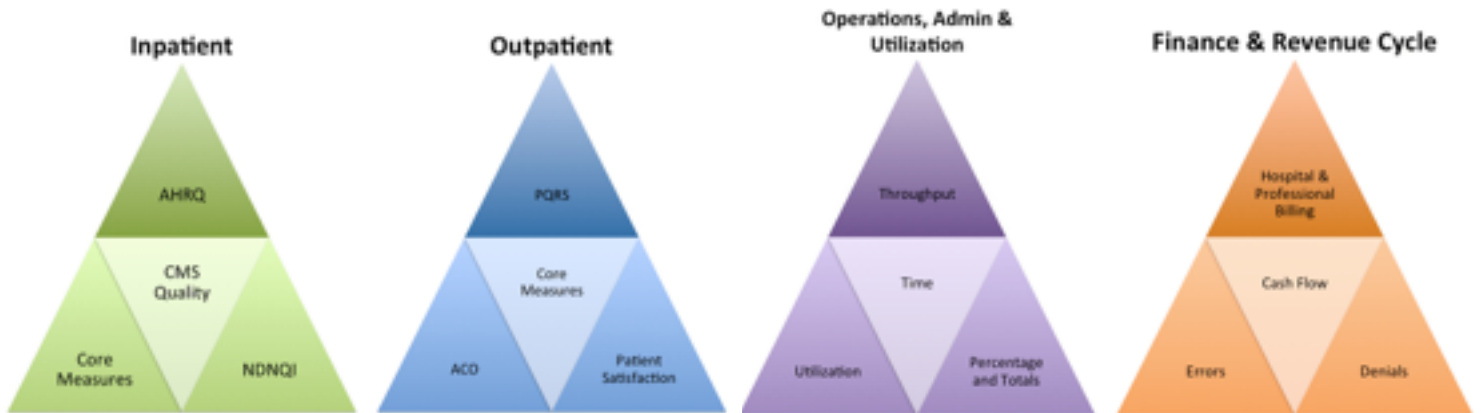 Inpatient
AHRQ
CMS
Quality
Core
Measures
NDNQI
Outpatient
PQRS
Core
Measures
ACO
Patient
Satisfaction
Operations, Admin &
Utilization
Throughput
Time
Utilization
Percentage
and Totals
Finance & Revenue Cycle
Hospital &
Professional
Billing
Cash Flow
Errors
Denials